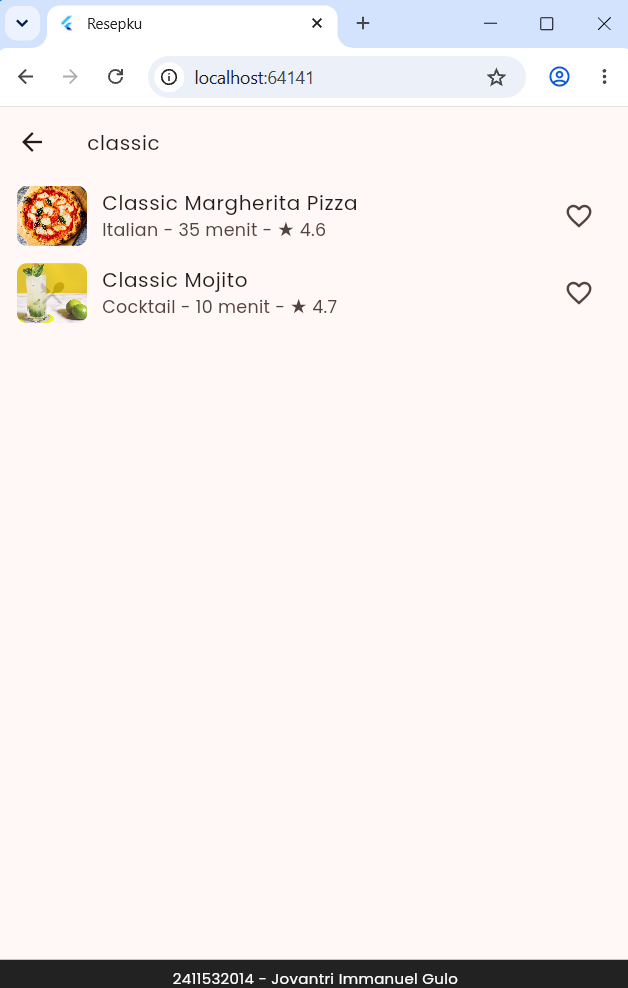 Resepku
localhost:64141
classic
Classic Margherita Pizza
Italian - 35 menit - ★ 4.6
Classic Mojito
Cocktail - 10 menit - ★ 4.7
2411532014 - Jovantri Immanuel Gulo